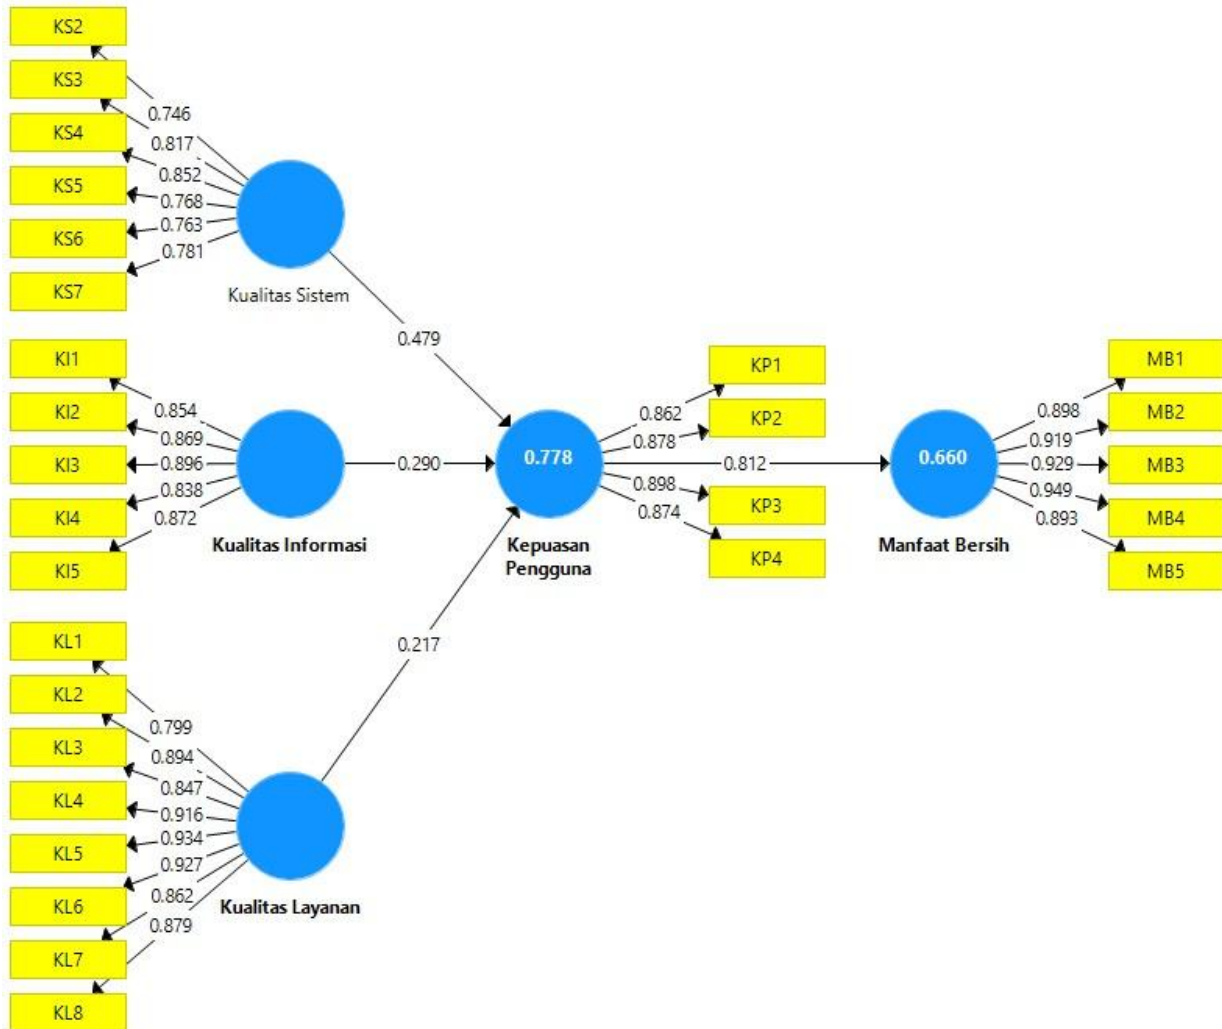 KS2
KS3
KS4
KS5
KS6
KS7
0.746
0.817
0.852
0.768
0.763
0.781
Kualitas Sistem
0.479
KI1
KI2
KI3
KI4
KI5
0.854
0.869
0.896
0.838
0.872
Kualitas Informasi
0.290
KL1
KL2
KL3
KL4
KL5
KL6
KL7
KL8
0.799
0.894
0.847
0.916
0.934
0.927
0.862
0.879
Kualitas Layanan
0.217
0.778
Kepuasan
Pengguna
0.862
0.878
0.898
0.874
KP1
KP2
KP3
KP4
0.812
0.660
Manfaat Bersih
0.898
0.919
0.929
0.949
0.893
MB1
MB2
MB3
MB4
MB5